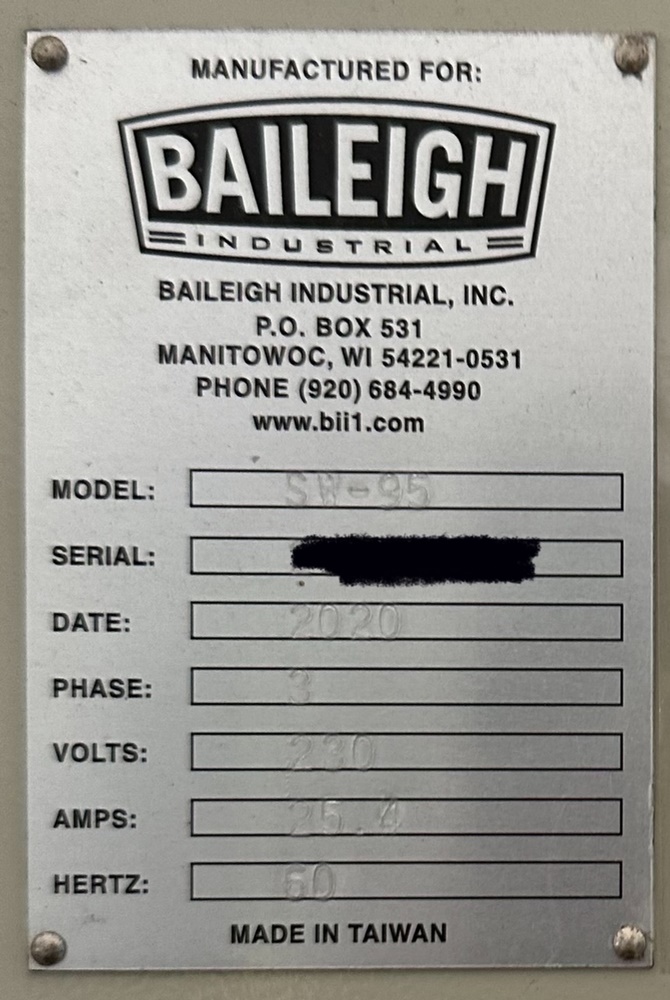 MANUFACTURED FOR:
BAILEIGH
INDUSTRIAL
BAILEIGH INDUSTRIAL, INC.
P.O. BOX 531
MANITOWOC, WI 54221-0531
PHONE (920) 684-4990
www.bii1.com
MODEL: SW-95
SERIAL:
DATE: 2020
PHASE: 3
VOLTS: 230
AMPS: 25.4
HERTZ: 60
MADE IN TAIWAN